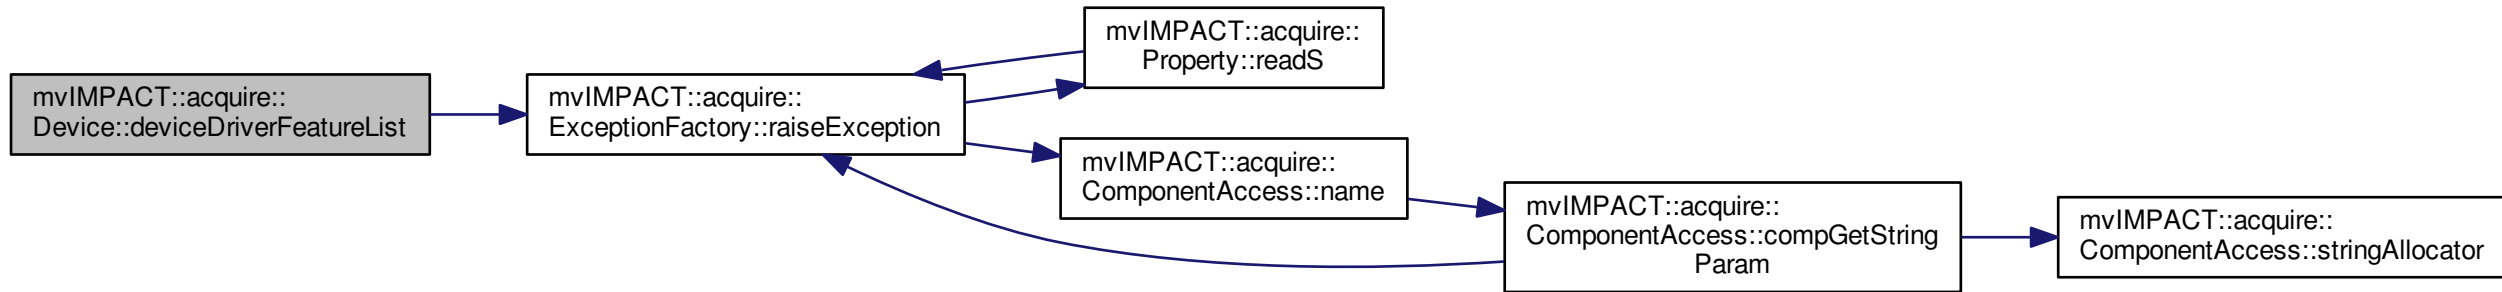 mvIMPACT::acquire::
Device::deviceDriverFeatureList
mvIMPACT::acquire::
ExceptionFactory::raiseException
mvIMPACT::acquire::
Property::readS
mvIMPACT::acquire::
ComponentAccess::name
mvIMPACT::acquire::
ComponentAccess::compGetString
Param
mvIMPACT::acquire::
ComponentAccess::stringAllocator